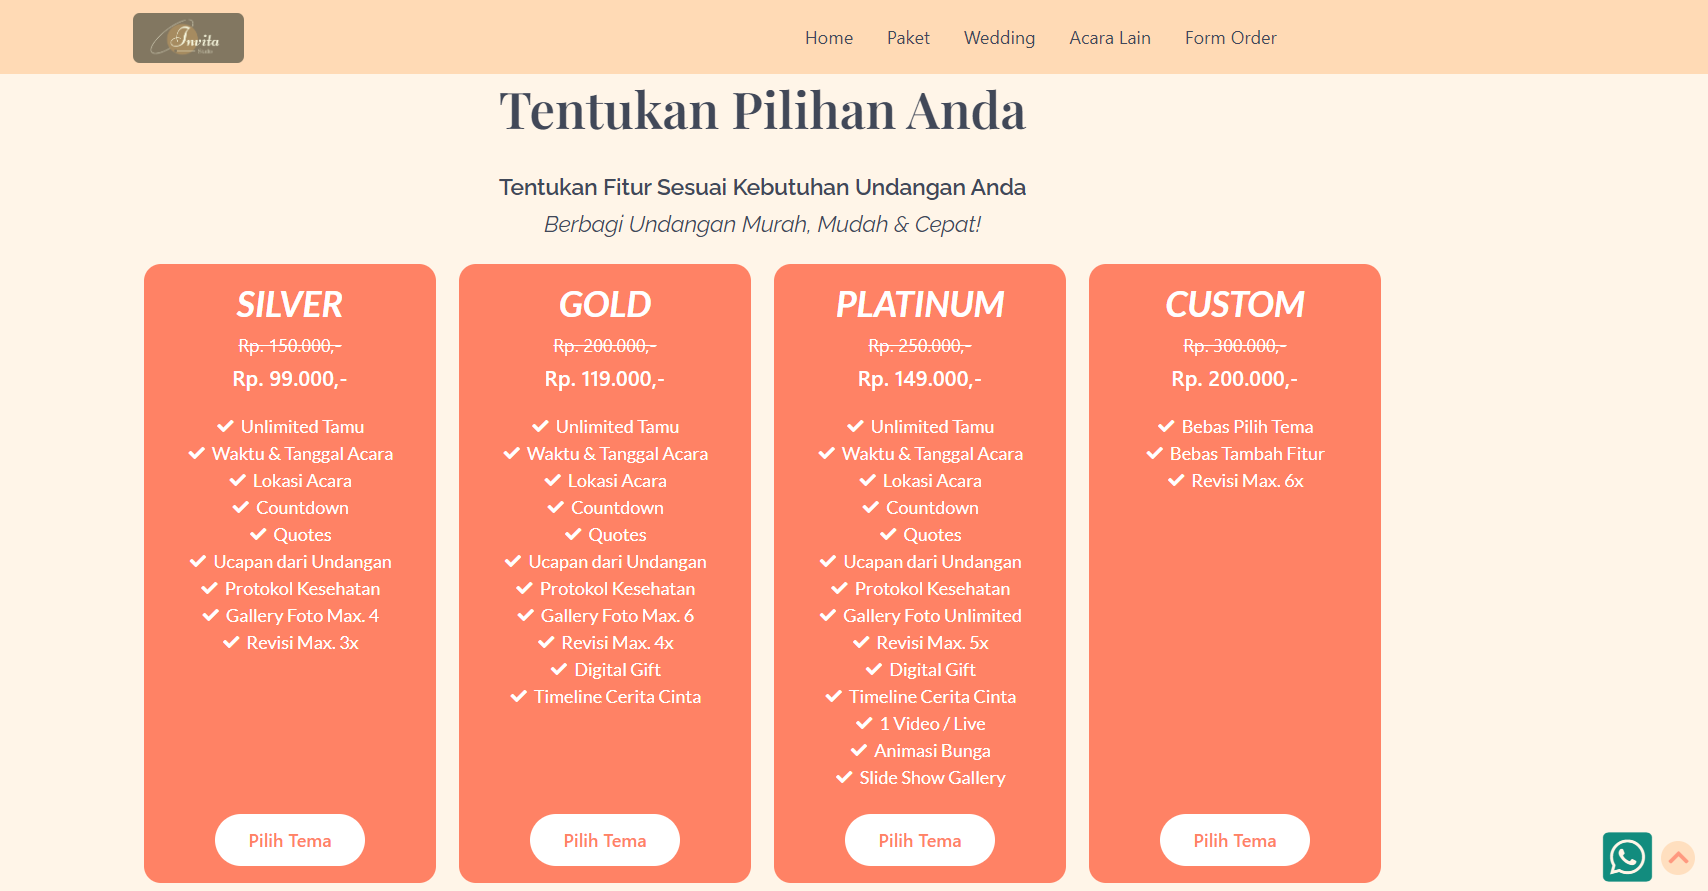 Invita
Home Paket Wedding Acara Lain Form Order
Tentukan Pilihan Anda
Tentukan Fitur Sesuai Kebutuhan Undangan Anda
Berbagi Undangan Murah, Mudah & Cepat!
SILVER
Rp. 150.000,-
Rp. 99.000,-
Unlimited Tamu
Waktu & Tanggal Acara
Lokasi Acara
Countdown
Quotes
Ucapan dari Undangan
Protokol Kesehatan
Gallery Foto Max. 4
Revisi Max. 3x
Pilih Tema
GOLD
Rp. 200.000,-
Rp. 119.000,-
Unlimited Tamu
Waktu & Tanggal Acara
Lokasi Acara
Countdown
Quotes
Ucapan dari Undangan
Protokol Kesehatan
Gallery Foto Max. 6
Revisi Max. 4x
Digital Gift
Timeline Cerita Cinta
Pilih Tema
PLATINUM
Rp. 250.000,-
Rp. 149.000,-
Unlimited Tamu
Waktu & Tanggal Acara
Lokasi Acara
Countdown
Quotes
Ucapan dari Undangan
Protokol Kesehatan
Gallery Foto Unlimited
Revisi Max. 5x
Digital Gift
Timeline Cerita Cinta
1 Video / Live
Animasi Bunga
Slide Show Gallery
Pilih Tema
CUSTOM
Rp. 300.000,-
Rp. 200.000,-
Bebas Pilih Tema
Bebas Tambah Fitur
Revisi Max. 6x
Pilih Tema